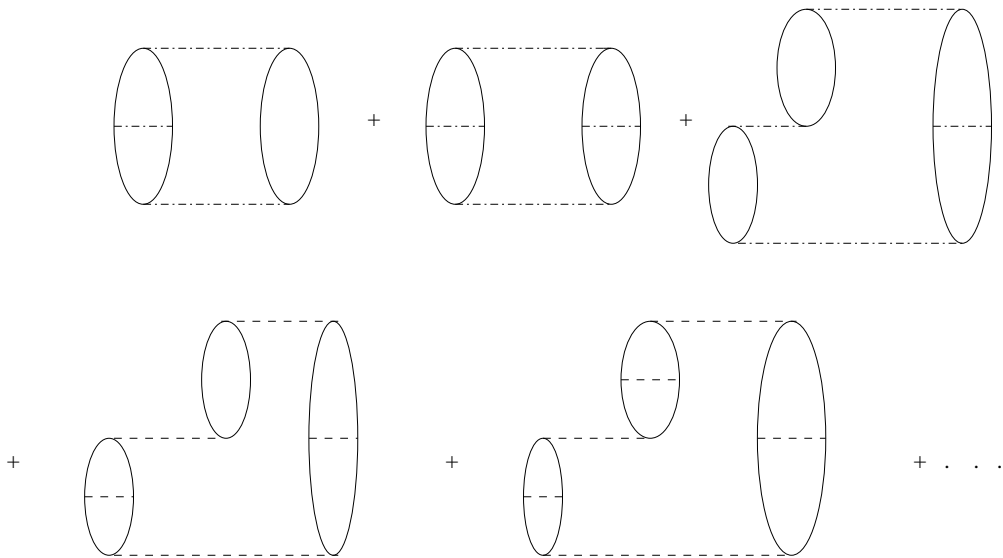 + +
+ + + . . .